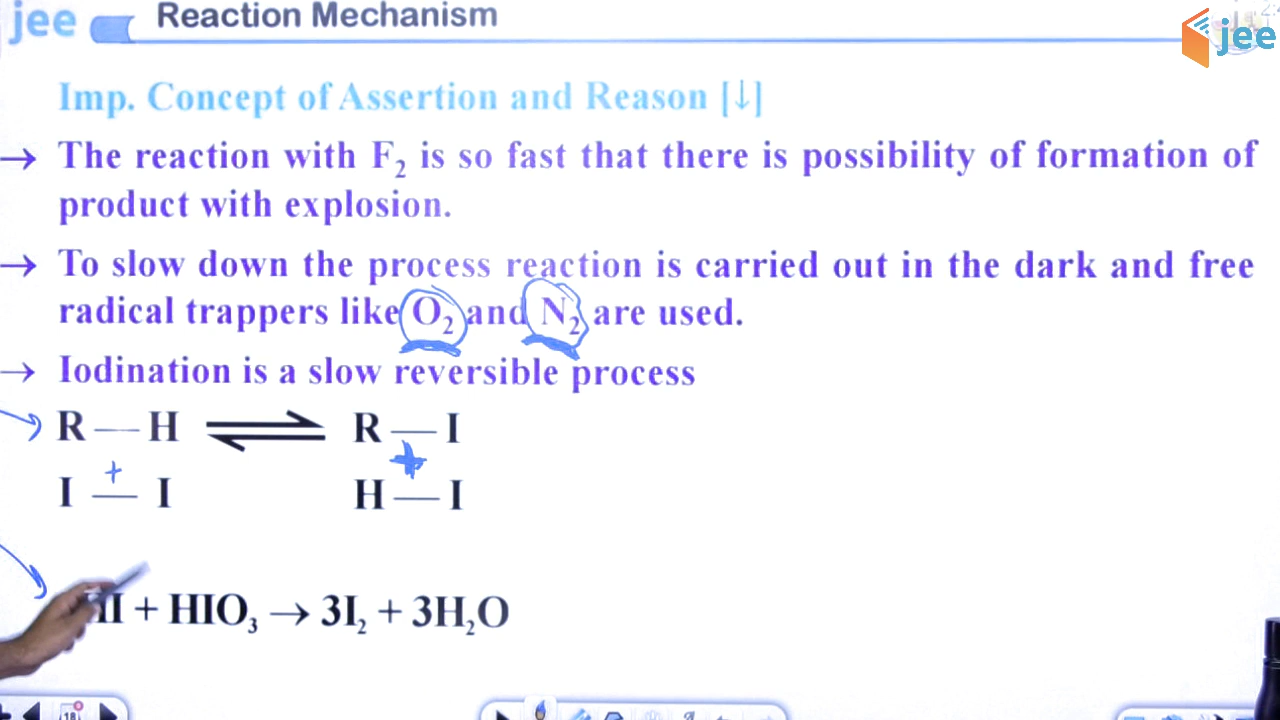 jee Reaction Mechanism
jee
Imp. Concept of Assertion and Reason [↓]
→ The reaction with F₂ is so fast that there is possibility of formation of
product with explosion.
→ To slow down the process reaction is carried out in the dark and free
radical trappers like O₂ and N₂ are used.
→ Iodination is a slow reversible process
R — H ⇌ R — I
+ +
I — I H — I
I + HIO₃ → 3I₂ + 3H₂O
18